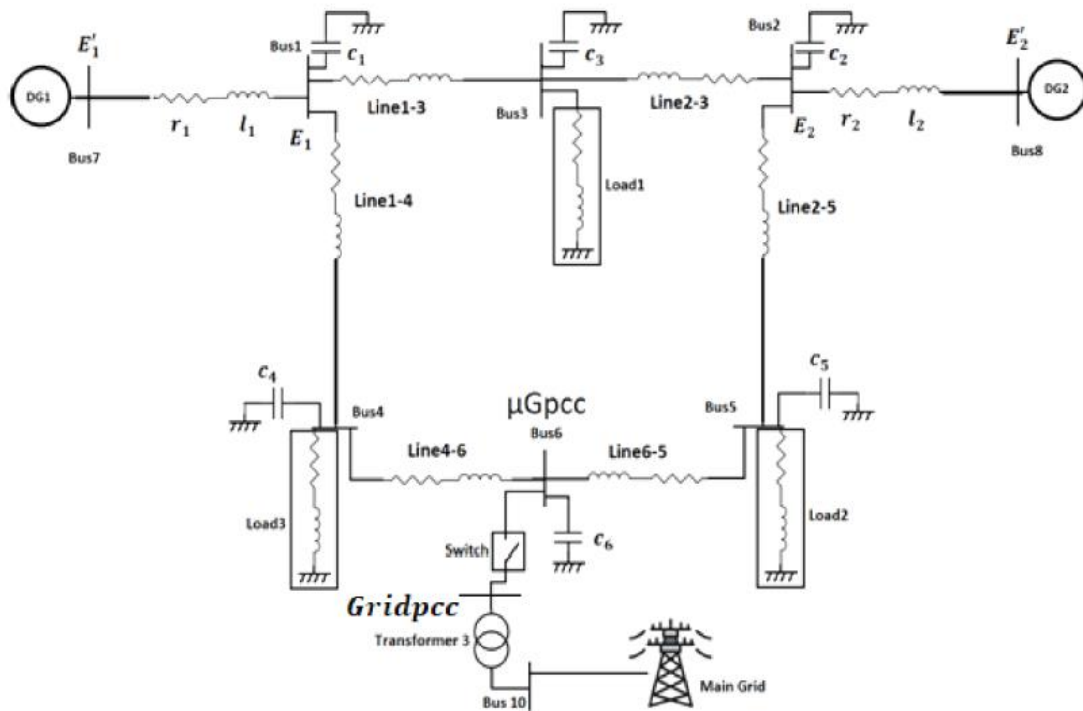 E′₁
Bus1
c₁
c₃
Bus2
c₂
E′₂
DG1
DG2
r₁
l₁
E₁
Line1-3
Bus3
Line2-3
E₂
r₂
l₂
Bus7
Bus8
Load1
Line1-4
Line2-5
c₄
c₅
Bus4
μGpcc
Bus6
Bus5
Line4-6
Line6-5
Load3
Load2
Switch
c₆
Gridpcc
Transformer 3
Bus 10
Main Grid